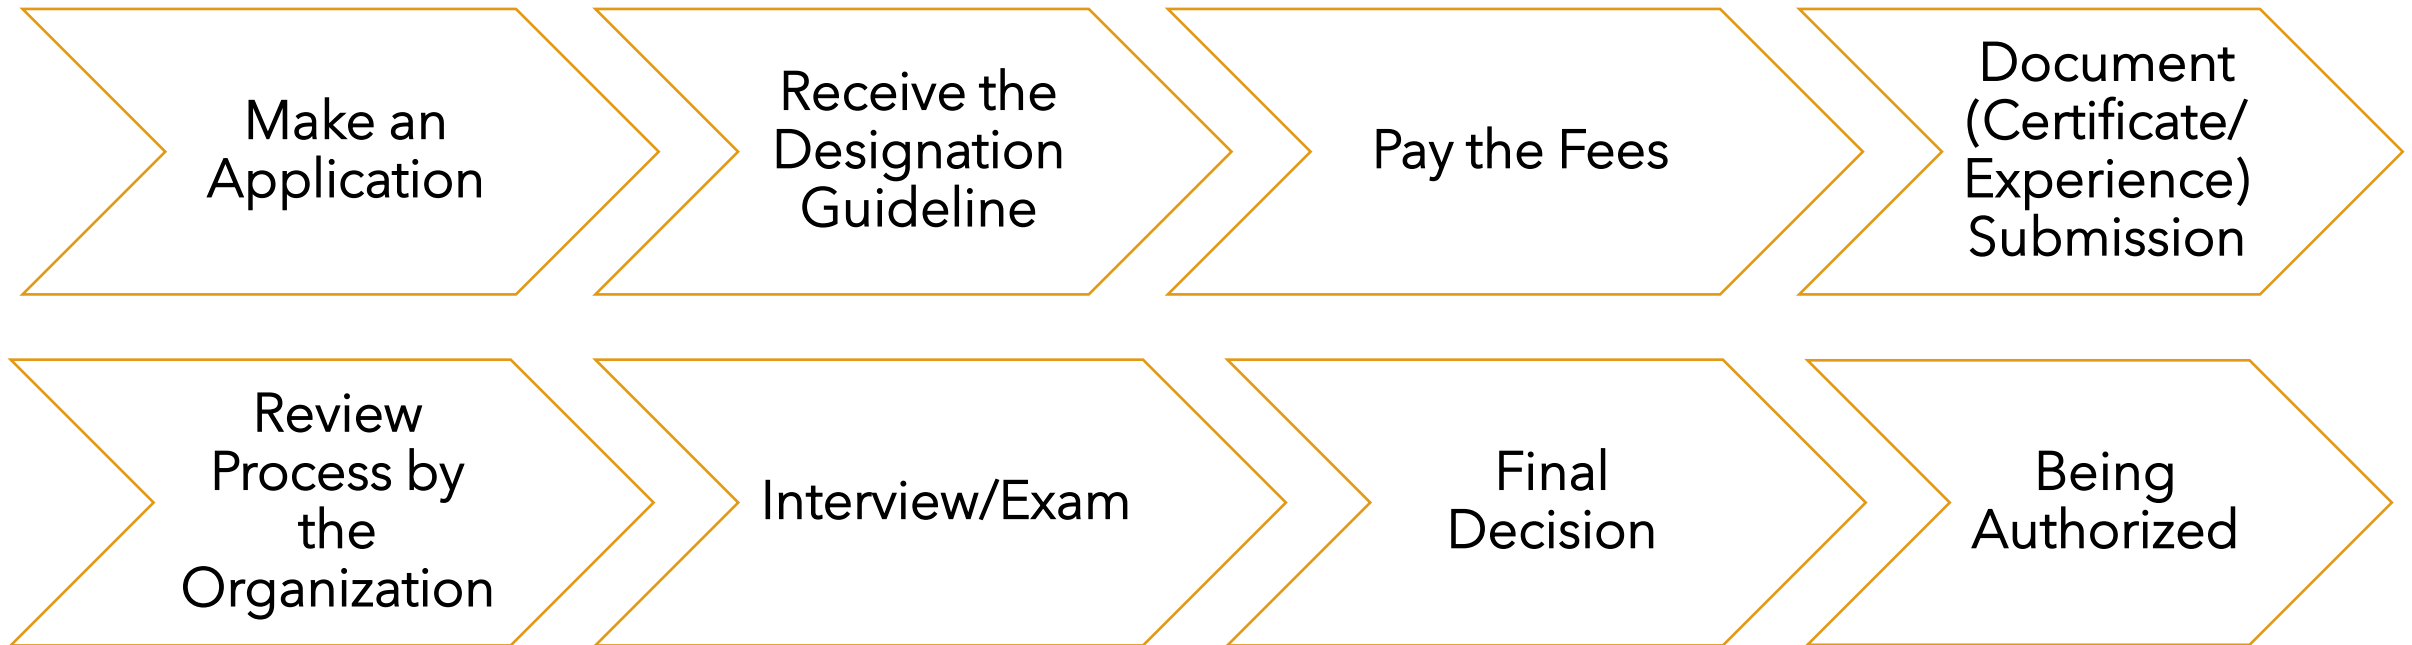 Make an
Application
Receive the
Designation
Guideline
Pay the Fees
Document
(Certificate/
Experience)
Submission
Review
Process by
the
Organization
Interview/Exam
Final
Decision
Being
Authorized